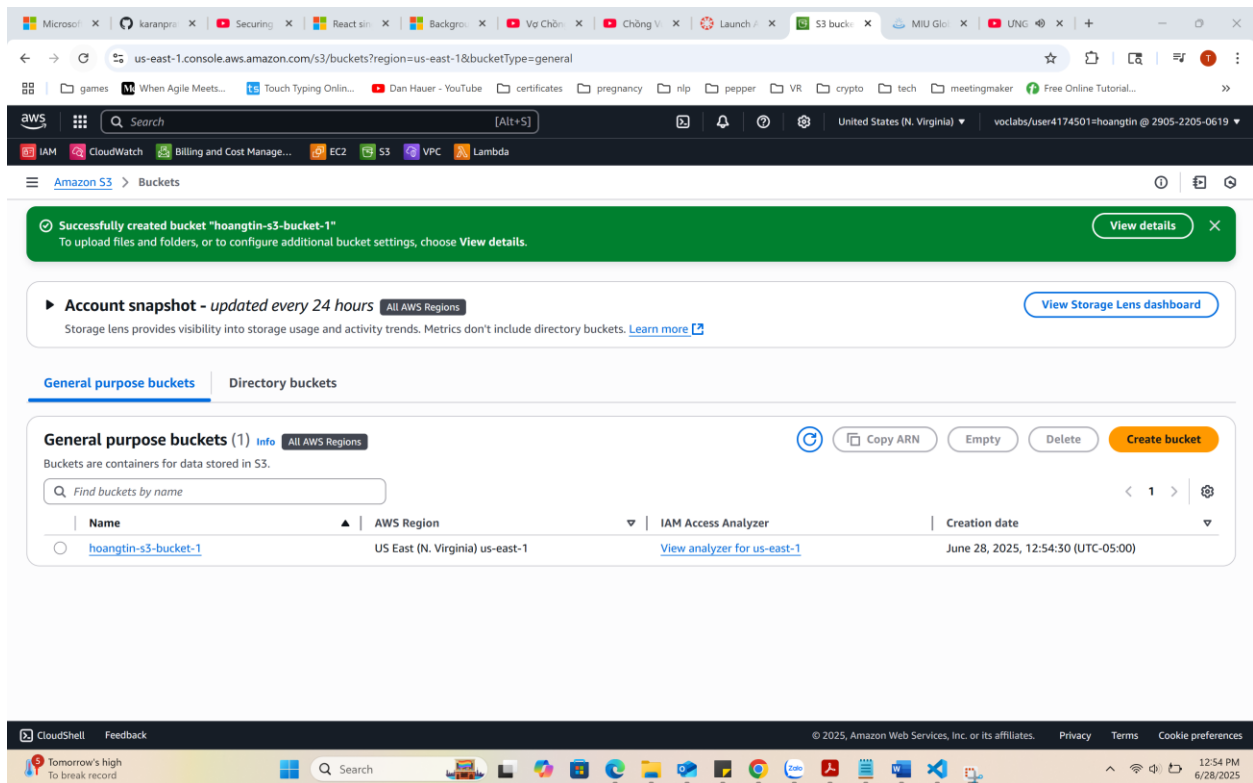 Microsof karanpra Securing React sin Backgrou Vợ Chồn Chồng V Launch A S3 bucke MIU Glo UNG
us-east-1.console.aws.amazon.com/s3/buckets?region=us-east-1&bucketType=general
games When Agile Meets... ts Touch Typing Onlin... Dan Hauer - YouTube certificates pregnancy nlp pepper VR crypto tech meetingmaker Free Online Tutorial... »
aws Search [Alt+S] United States (N. Virginia) ▼ voclabs/user4174501=hoangtin @ 2905-2205-0619 ▼
IAM CloudWatch Billing and Cost Manage... EC2 S3 VPC Lambda
Amazon S3 > Buckets
Successfully created bucket "hoangtin-s3-bucket-1" View details
To upload files and folders, or to configure additional bucket settings, choose View details.
Account snapshot - updated every 24 hours All AWS Regions View Storage Lens dashboard
Storage lens provides visibility into storage usage and activity trends. Metrics don't include directory buckets. Learn more
General purpose buckets Directory buckets
General purpose buckets (1) Info All AWS Regions Copy ARN Empty Delete Create bucket
Buckets are containers for data stored in S3.
Find buckets by name < 1 >
Name AWS Region IAM Access Analyzer Creation date
hoangtin-s3-bucket-1 US East (N. Virginia) us-east-1 View analyzer for us-east-1 June 28, 2025, 12:54:30 (UTC-05:00)
CloudShell Feedback © 2025, Amazon Web Services, Inc. or its affiliates. Privacy Terms Cookie preferences
5 Tomorrow's high Search Zalo 12:54 PM
To break record 6/28/2025